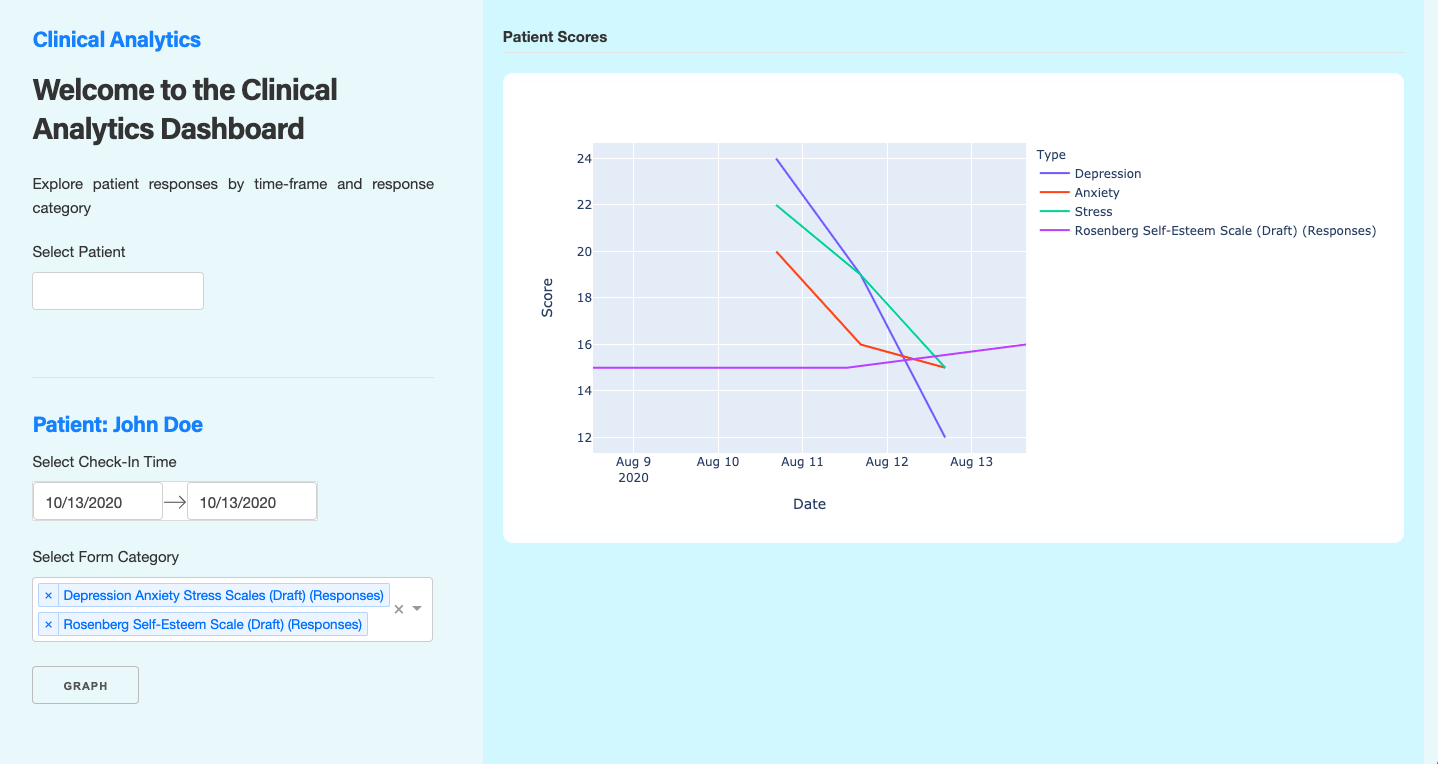 Clinical Analytics
Welcome to the Clinical
Analytics Dashboard
Explore patient responses by time-frame and response
category
Select Patient
Patient: John Doe
Select Check-In Time
10/13/2020 → 10/13/2020
Select Form Category
× Depression Anxiety Stress Scales (Draft) (Responses)
× Rosenberg Self-Esteem Scale (Draft) (Responses)
×
GRAPH
Patient Scores
24
22
20
18
16
14
12
Score
Aug 9 Aug 10 Aug 11 Aug 12 Aug 13
2020
Date
Type
Depression
Anxiety
Stress
Rosenberg Self-Esteem Scale (Draft) (Responses)